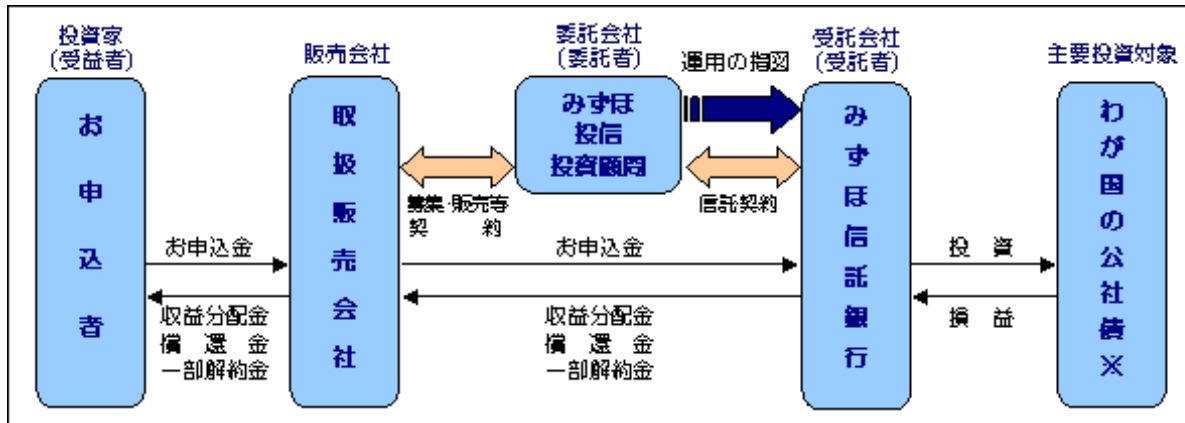 投資家
(受益者)
販売会社
委託会社
(委託者)
運用の指図
受託会社
(受託者)
主要投資対象
お申込者
取扱販売会社
みずほ
投信
投資顧問
みずほ信託銀行
わが国の公社債※
募集・販売等
契 約
信託契約
お申込金
お申込金
投 資
収益分配金
償 還 金
一部解約金
収益分配金
償 還 金
一部解約金
損 益